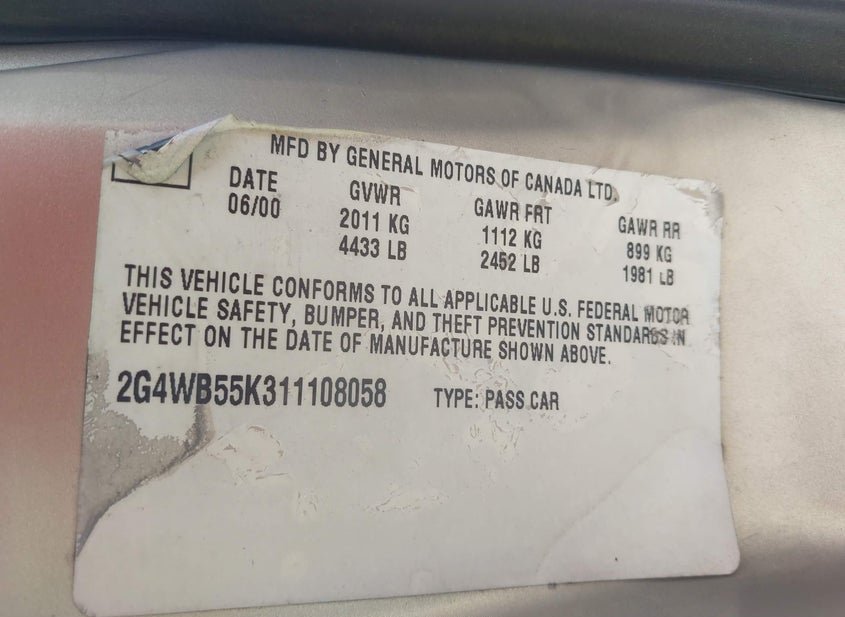 MFD BY GENERAL MOTORS OF CANADA LTD.
DATE GVWR GAWR FRT GAWR RR
06/00 2011 KG 1112 KG 899 KG
4433 LB 2452 LB 1981 LB
THIS VEHICLE CONFORMS TO ALL APPLICABLE U.S. FEDERAL MOTOR
VEHICLE SAFETY, BUMPER, AND THEFT PREVENTION STANDARDS IN
EFFECT ON THE DATE OF MANUFACTURE SHOWN ABOVE.
2G4WB55K311108058 TYPE: PASS CAR